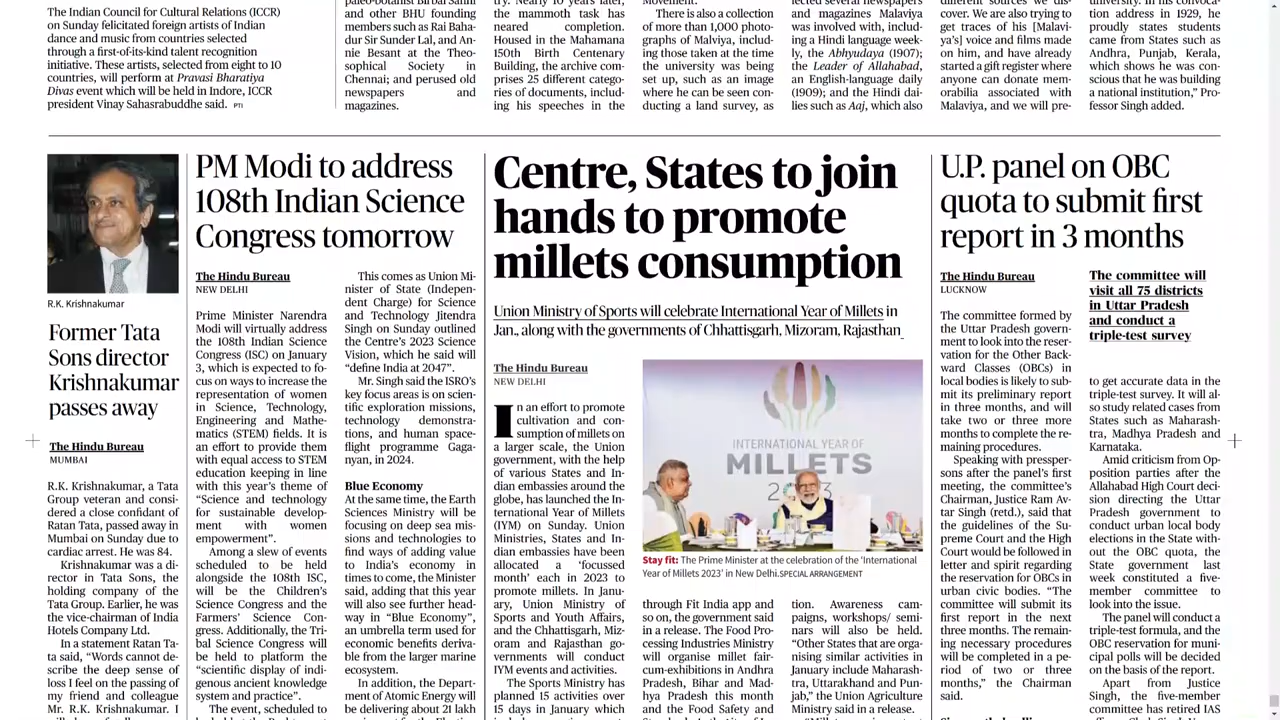 The Indian Council for Cultural Relations (ICCR)
on Sunday felicitated foreign artists of Indian
dance and music from countries selected
through a first-of-its-kind talent recognition
initiative. These artists, selected from eight to 10
countries, will perform at Pravasi Bharatiya
Divas event which will be held in Indore, ICCR
president Vinay Sahasrabuddhe said. PTI
and other BHU founding
members such as Rai Baha-
dur Sir Sunder Lal, and An-
nie Besant at the Theo-
sophical Society in
Chennai; and perused old
newspapers and
magazines.
try. Nearly 10 years later,
the mammoth task has
neared completion.
Housed in the Mahamana
150th Birth Centenary
Building, the archive com-
prises 25 different catego-
ries of documents, includ-
ing his speeches in the
Movement.
There is also a collection
of more than 1,000 photo-
graphs of Malviya, includ-
ing those taken at the time
the university was being
set up, such as an image
where he can be seen con-
ducting a land survey, as
lected several newspapers
and magazines Malaviya
was involved with, includ-
ing a Hindi language week-
ly, the Abhyudaya (1907);
the Leader of Allahabad,
an English-language daily
(1909); and the Hindi dai-
lies such as Aaj, which also
different sources we dis-
cover. We are also trying to
get traces of his [Malavi-
ya's] voice and films made
on him, and have already
started a gift register where
anyone can donate mem-
orabilia associated with
Malaviya, and we will pre-
university. In his convoca-
tion address in 1929, he
proudly states students
came from States such as
Andhra, Punjab, Kerala,
which shows he was con-
scious that he was building
a national institution," Pro-
fessor Singh added.
R.K. Krishnakumar
Former Tata
Sons director
Krishnakumar
passes away
The Hindu Bureau
MUMBAI
R.K. Krishnakumar, a Tata
Group veteran and consi-
dered a close confidant of
Ratan Tata, passed away in
Mumbai on Sunday due to
cardiac arrest. He was 84.
Krishnakumar was a di-
rector in Tata Sons, the
holding company of the
Tata Group. Earlier, he was
the vice-chairman of India
Hotels Company Ltd.
In a statement Ratan Ta-
ta said, "Words cannot de-
scribe the deep sense of
loss I feel on the passing of
my friend and colleague
Mr. R.K. Krishnakumar. I
PM Modi to address
108th Indian Science
Congress tomorrow
The Hindu Bureau
NEW DELHI
Prime Minister Narendra
Modi will virtually address
the 108th Indian Science
Congress (ISC) on January
3, which is expected to fo-
cus on ways to increase the
representation of women
in Science, Technology,
Engineering and Mathe-
matics (STEM) fields. It is
an effort to provide them
with equal access to STEM
education keeping in line
with this year's theme of
"Science and technology
for sustainable develop-
ment with women
empowerment".
Among a slew of events
scheduled to be held
alongside the 108th ISC,
will be the Children's
Science Congress and the
Farmers' Science Con-
gress. Additionally, the Tri-
bal Science Congress will
be held to platform the
"scientific display of indi-
genous ancient knowledge
system and practice".
The event, scheduled to
This comes as Union Mi-
nister of State (Indepen-
dent Charge) for Science
and Technology Jitendra
Singh on Sunday outlined
the Centre's 2023 Science
Vision, which he said will
"define India at 2047".
Mr. Singh said the ISRO's
key focus areas is on scien-
tific exploration missions,
technology demonstra-
tions, and human space-
flight programme Gaga-
nyan, in 2024.
Blue Economy
At the same time, the Earth
Sciences Ministry will be
focusing on deep sea mis-
sions and technologies to
find ways of adding value
to India's economy in
times to come, the Minister
said, adding that this year
will also see further head-
way in "Blue Economy",
an umbrella term used for
economic benefits deriva-
ble from the larger marine
ecosystem.
In addition, the Depart-
ment of Atomic Energy will
be delivering about 21 lakh
Centre, States to join
hands to promote
millets consumption
Union Ministry of Sports will celebrate International Year of Millets in
Jan., along with the governments of Chhattisgarh, Mizoram, Rajasthan
The Hindu Bureau
NEW DELHI
In an effort to promote
cultivation and con-
sumption of millets on
a larger scale, the Union
government, with the help
of various States and In-
dian embassies around the
globe, has launched the In-
ternational Year of Millets
(IYM) on Sunday. Union
Ministries, States and In-
dian embassies have been
allocated a 'focussed
month' each in 2023 to
promote millets. In Janu-
ary, Union Ministry of
Sports and Youth Affairs,
and the Chhattisgarh, Miz-
oram and Rajasthan go-
vernments will conduct
IYM events and activities.
The Sports Ministry has
planned 15 activities over
15 days in January which
INTERNATIONAL YEAR OF
MILLETS
Stay fit: The Prime Minister at the celebration of the 'International
Year of Millets 2023' in New Delhi. SPECIAL ARRANGEMENT
through Fit India app and
so on, the government said
in a release. The Food Pro-
cessing Industries Ministry
will organise millet fair-
cum-exhibitions in Andhra
Pradesh, Bihar and Mad-
hya Pradesh this month
and the Food Safety and
tion. Awareness cam-
paigns, workshops/ semi-
nars will also be held.
"Other States that are or-
ganising similar activities in
January include Maharash-
tra, Uttarakhand and Pun-
jab," the Union Agriculture
Ministry said in a release.
U.P. panel on OBC
quota to submit first
report in 3 months
The Hindu Bureau
LUCKNOW
The committee formed by
the Uttar Pradesh govern-
ment to look into the reser-
vation for the Other Back-
ward Classes (OBCs) in
local bodies is likely to sub-
mit its preliminary report
in three months, and will
take two or three more
months to complete the re-
maining procedures.
Speaking with pressper-
sons after the panel's first
meeting, the committee's
Chairman, Justice Ram Av-
tar Singh (retd.), said that
the guidelines of the Su-
preme Court and the High
Court would be followed in
letter and spirit regarding
the reservation for OBCs in
urban civic bodies. "The
committee will submit its
first report in the next
three months. The remain-
ing necessary procedures
will be completed in a pe-
riod of two or three
months," the Chairman
said.
The committee will
visit all 75 districts
in Uttar Pradesh
and conduct a
triple-test survey
to get accurate data in the
triple-test survey. It will al-
so study related cases from
States such as Maharash-
tra, Madhya Pradesh and
Karnataka.
Amid criticism from Op-
position parties after the
Allahabad High Court deci-
sion directing the Uttar
Pradesh government to
conduct urban local body
elections in the State with-
out the OBC quota, the
State government last
week constituted a five-
member committee to
look into the issue.
The panel will conduct a
triple-test formula, and the
OBC reservation for mu-
nicipal polls will be decided
on the basis of the report.
Apart from Justice
Singh, the five-member
committee has retired IAS